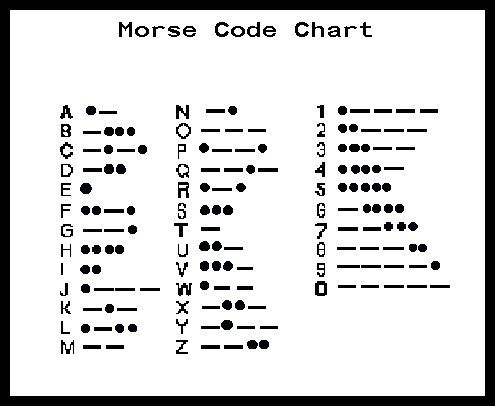 Morse Code Chart
A ●—
B —●●●
C —●—●
D —●●
E ●
F ●●—●
G ——●
H ●●●●
I ●●
J ●———
K —●—
L ●—●●
M ——
N —●
O ———
P ●——●
Q ——●—
R ●—●
S ●●●
T —
U ●●—
V ●●●—
W ●——
X —●●—
Y —●——
Z ——●●
1 ●————
2 ●●———
3 ●●●——
4 ●●●●—
5 ●●●●●
6 —●●●●
7 ——●●●
8 ———●●
9 ————●
0 —————